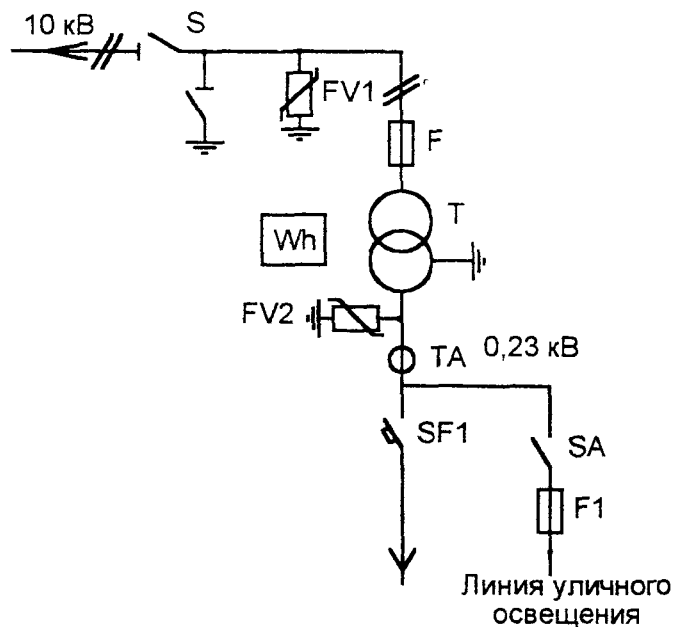 10 кВ
S
FV1
F
T
Wh
FV2
TA
0,23 кВ
SF1
SA
F1
Линия уличного
освещения